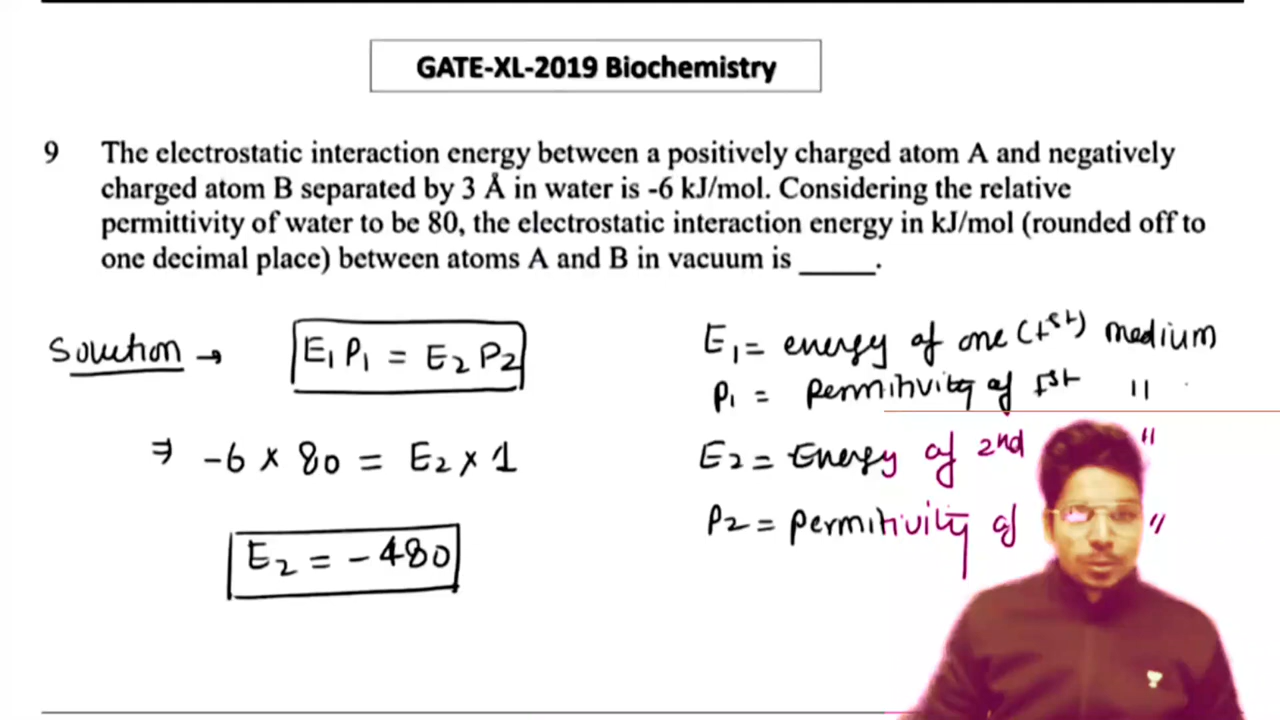 GATE-XL-2019 Biochemistry
9 The electrostatic interaction energy between a positively charged atom A and negatively
charged atom B separated by 3 Å in water is -6 kJ/mol. Considering the relative
permittivity of water to be 80, the electrostatic interaction energy in kJ/mol (rounded off to
one decimal place) between atoms A and B in vacuum is _____.
Solution → E₁P₁ = E₂P₂
E₁ = energy of one (1st) medium
P₁ = permitivity of 1st "
⇒ -6 × 80 = E₂ × 1
E₂ = Energy of 2nd "
P₂ = permitivity of "
E₂ = -480